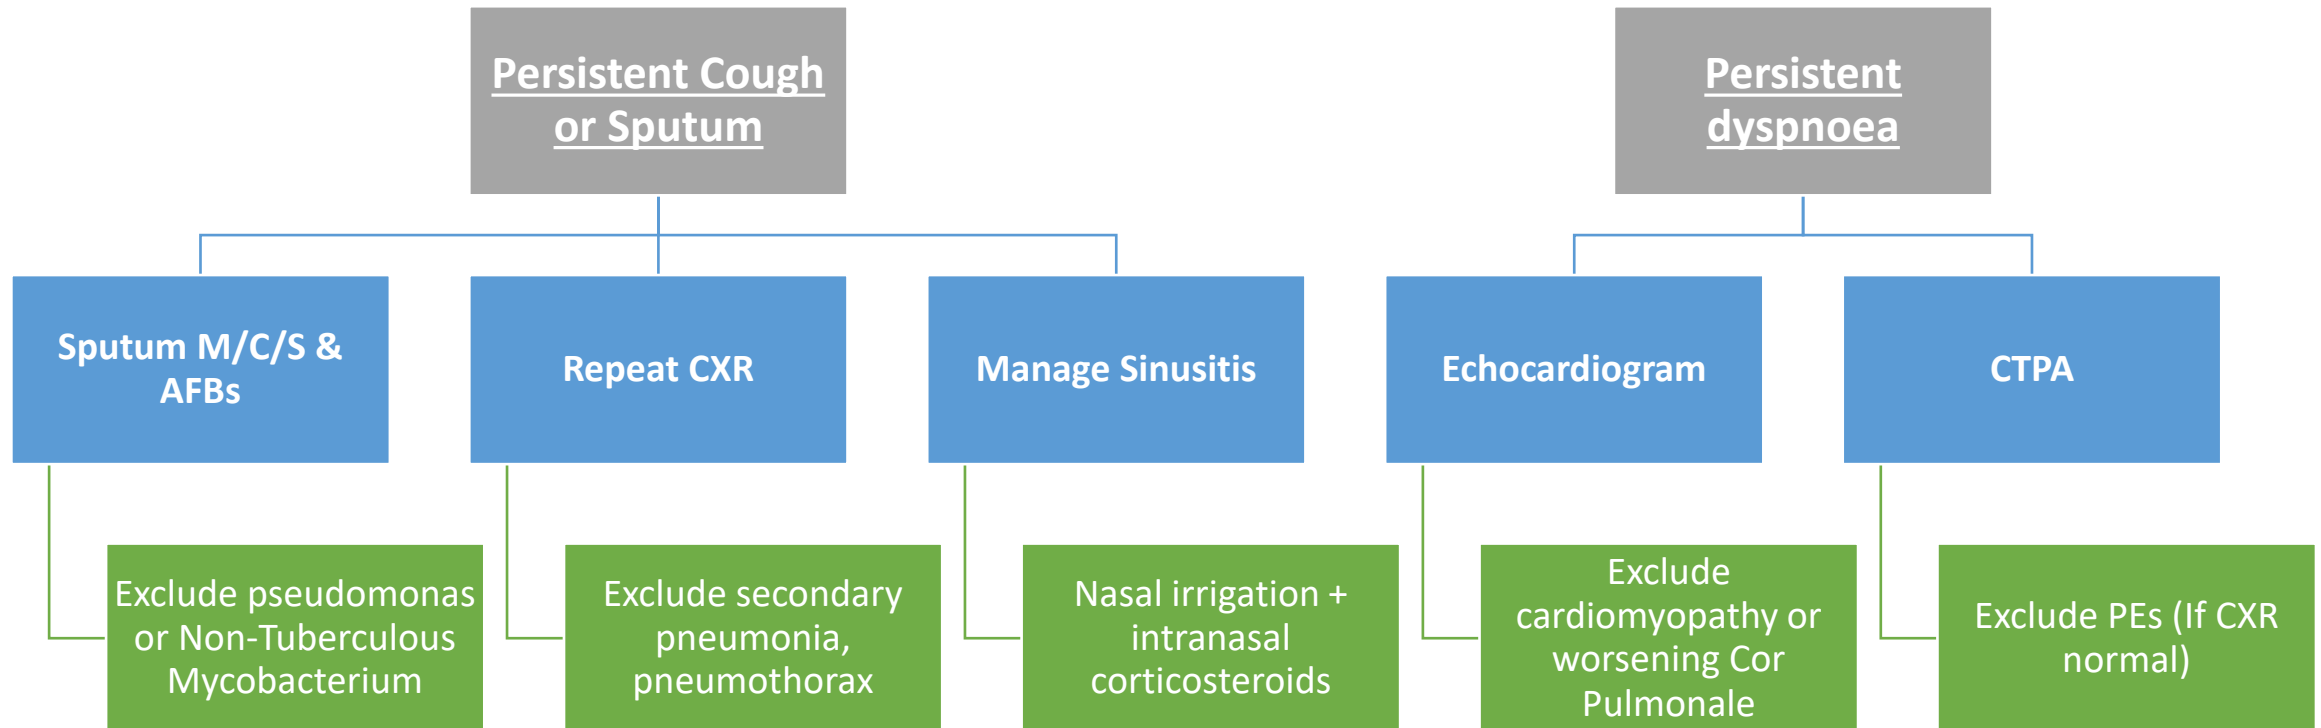 Persistent Cough
or Sputum
Persistent
dyspnoea
Sputum M/C/S &
AFBs
Repeat CXR
Manage Sinusitis
Echocardiogram
CTPA
Exclude pseudomonas
or Non-Tuberculous
Mycobacterium
Exclude secondary
pneumonia,
pneumothorax
Nasal irrigation +
intranasal
corticosteroids
Exclude
cardiomyopathy or
worsening Cor
Pulmonale
Exclude PEs (If CXR
normal)